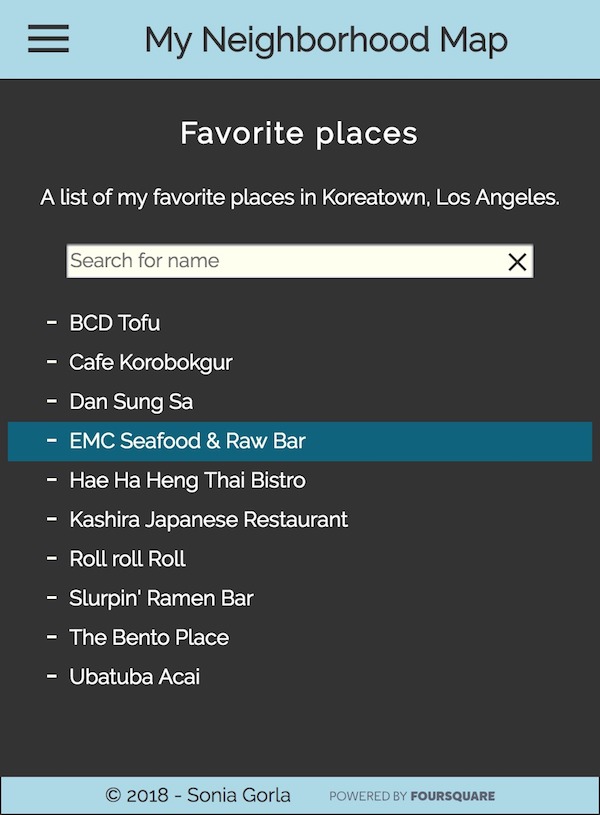 My Neighborhood Map
Favorite places
A list of my favorite places in Koreatown, Los Angeles.
Search for name
- BCD Tofu
- Cafe Korobokgur
- Dan Sung Sa
- EMC Seafood & Raw Bar
- Hae Ha Heng Thai Bistro
- Kashira Japanese Restaurant
- Roll roll Roll
- Slurpin' Ramen Bar
- The Bento Place
- Ubatuba Acai
© 2018 - Sonia Gorla POWERED BY FOURSQUARE